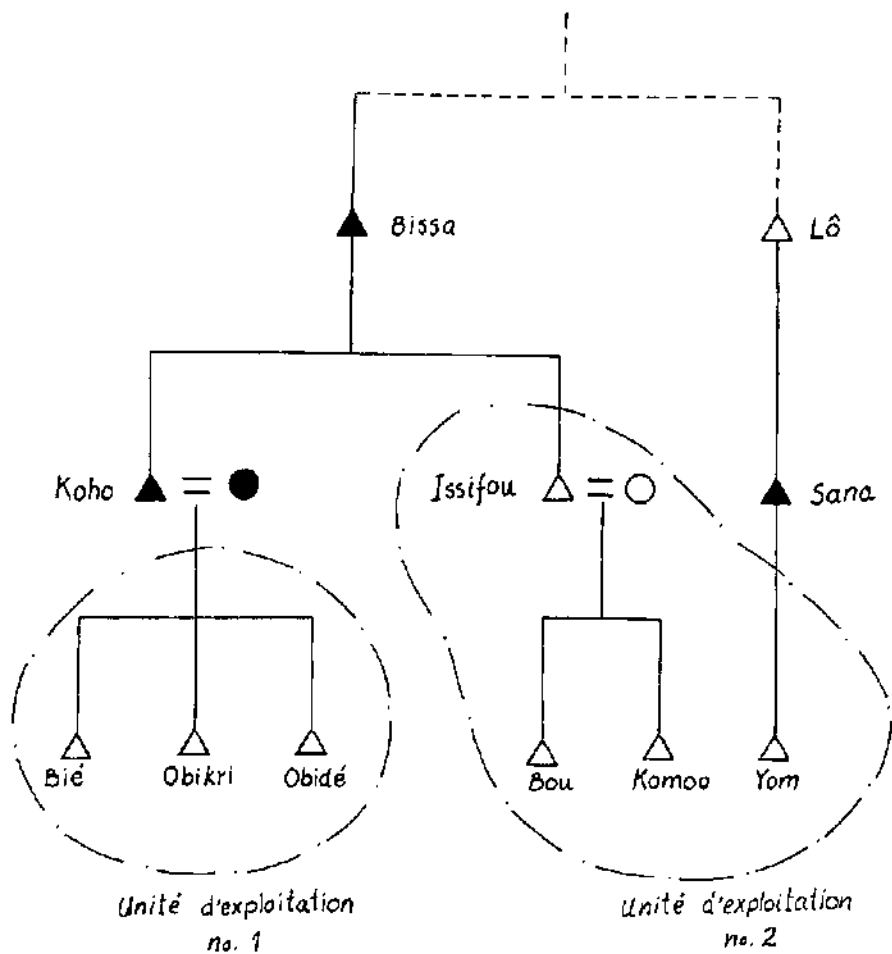 Bissa
Lô
Koho
Issifou
Sana
Bié
Obikri
Obidé
Bou
Komoo
Yom
Unité d'exploitation
no. 1
Unité d'exploitation
no. 2